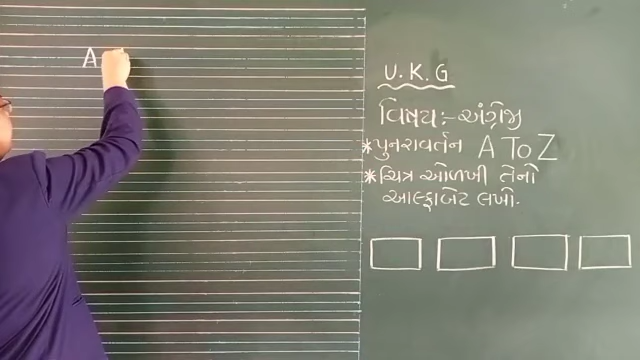 A
U. K. G
વિષય:- અંગ્રેજી
* પુનરાવર્તન A To Z
* ચિત્ર ઓળખી તેનો
આલ્ફાબેટ લખો.